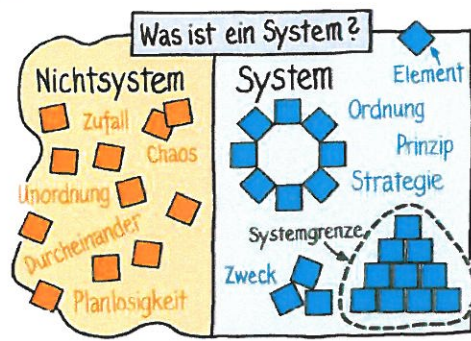 Was ist ein System?
Nichtsystem
Zufall
Chaos
Unordnung
Durcheinander
Planlosigkeit
System
Element
Ordnung
Prinzip
Strategie
Systemgrenze
Zweck